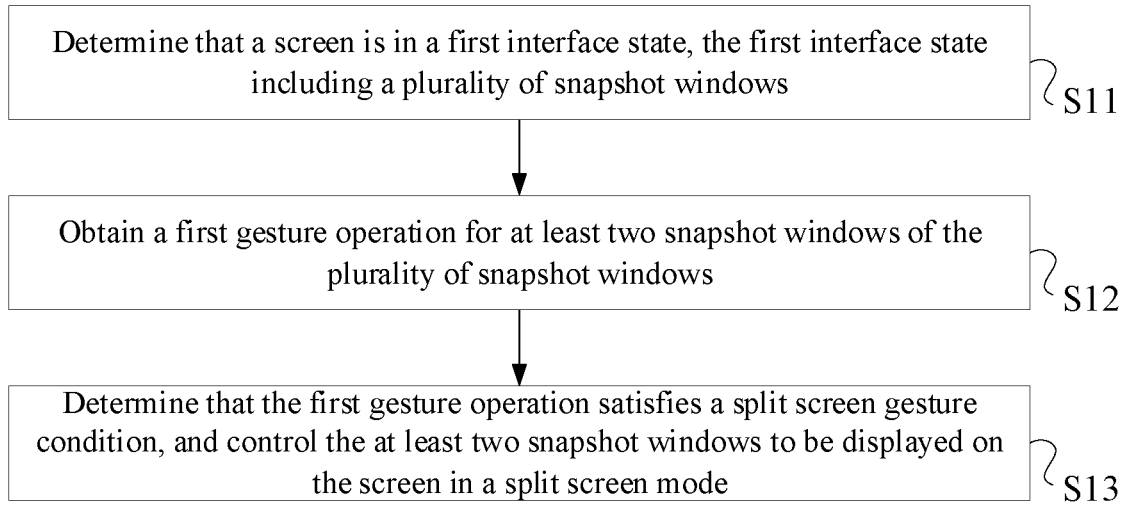 Determine that a screen is in a first interface state, the first interface state
including a plurality of snapshot windows
S11
Obtain a first gesture operation for at least two snapshot windows of the
plurality of snapshot windows
S12
Determine that the first gesture operation satisfies a split screen gesture
condition, and control the at least two snapshot windows to be displayed on
the screen in a split screen mode
S13